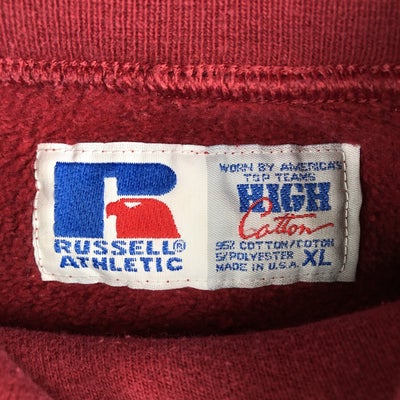 RUSSELL®
ATHLETIC
WORN BY AMERICA'S
TOP TEAMS
HIGH
Cotton
95% COTTON/COTON
5/POLYESTER
MADE IN U.S.A. XL